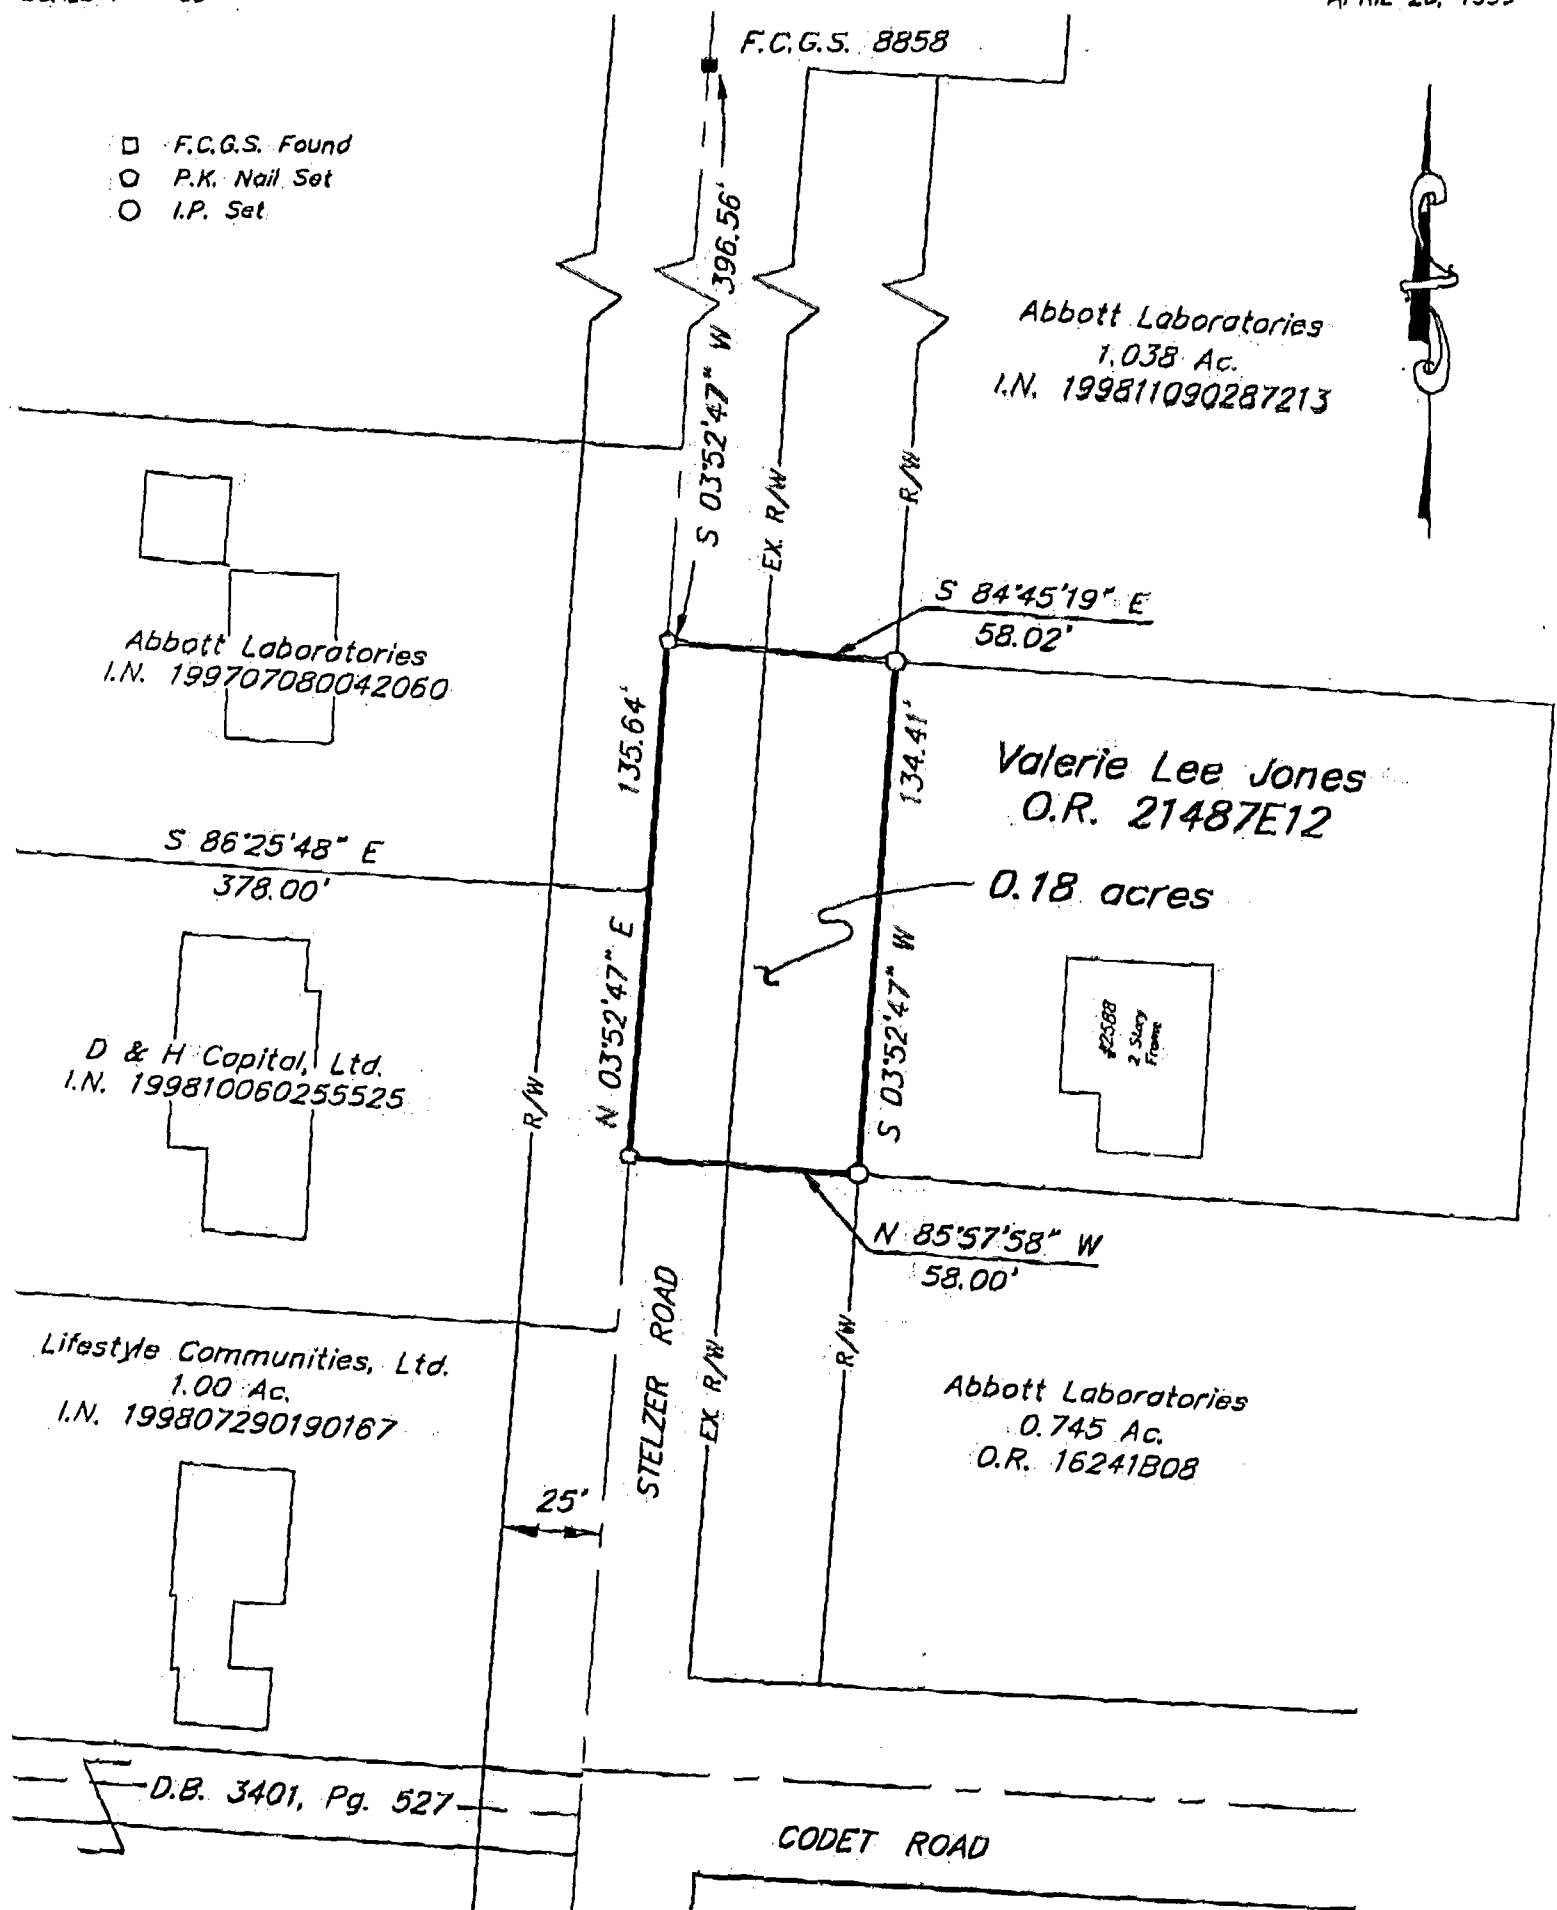 F.C.G.S. 8858
F.C.G.S. Found
P.K. Nail Set
I.P. Set
396.56'
S 03°52'47" W
Abbott Laboratories
1.038 Ac.
I.N. 199811090287213
EX. R/W
R/W
S 84°45'19" E
58.02'
Abbott Laboratories
I.N. 199707080042060
135.64'
134.41'
Valerie Lee Jones
O.R. 21487E12
S 86°25'48" E
378.00'
0.18 acres
N 03°52'47" E
S 03°52'47" W
#2588
2 Story
Frame
D & H Capital, Ltd.
I.N. 199810060255525
R/W
N 85°57'58" W
58.00'
STELZER ROAD
EX. R/W
R/W
Lifestyle Communities, Ltd.
1.00 Ac.
I.N. 199807290190167
Abbott Laboratories
0.745 Ac.
O.R. 16241B08
25'
D.B. 3401, Pg. 527
CODET ROAD